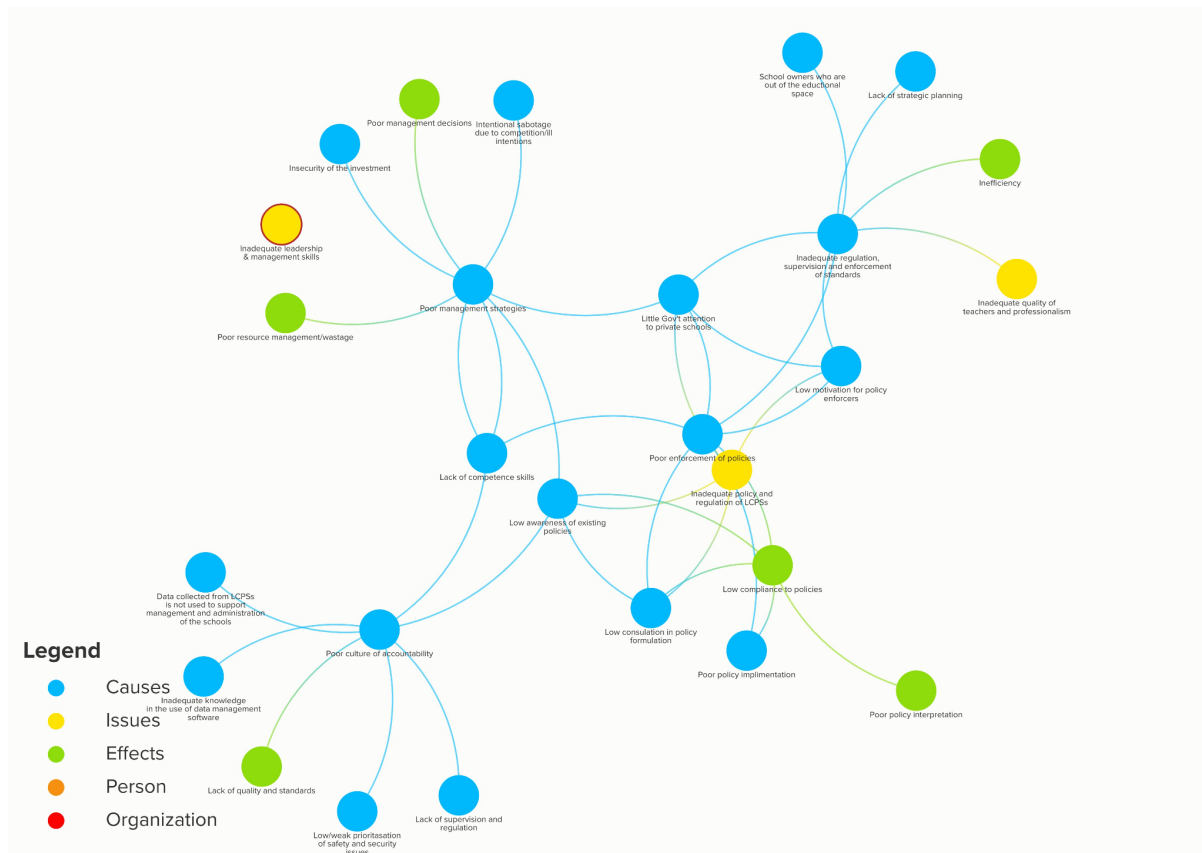 School owners who are
out of the eductional
space
Lack of strategic planning
Poor management decisions
Intentional sabotage
due to competition/ill
intentions
Insecurity of the investment
Inefficiency
Inadequate leadership
& management skills
Inadequate regulation,
supervision and enforcement
of standards
Inadequate quality of
teachers and professionalism
Poor management strategies
Little Gov't attention
to private schools
Poor resource management/wastage
Low motivation for policy
enforcers
Poor enforcement of policies
Lack of competence skills
Inadequate policy and
regulation of LCPSs
Low awareness of existing
policies
Low compliance to policies
Data collected from LCPSs
is not used to support
management and administration
of the schools
Low consulation in policy
formulation
Poor culture of accountability
Poor policy implimentation
Poor policy interpretation
Inadequate knowledge
in the use of data management
software
Lack of quality and standards
Lack of supervision and
regulation
Low/weak prioritasation
of safety and security
issues
Legend
Causes
Issues
Effects
Person
Organization